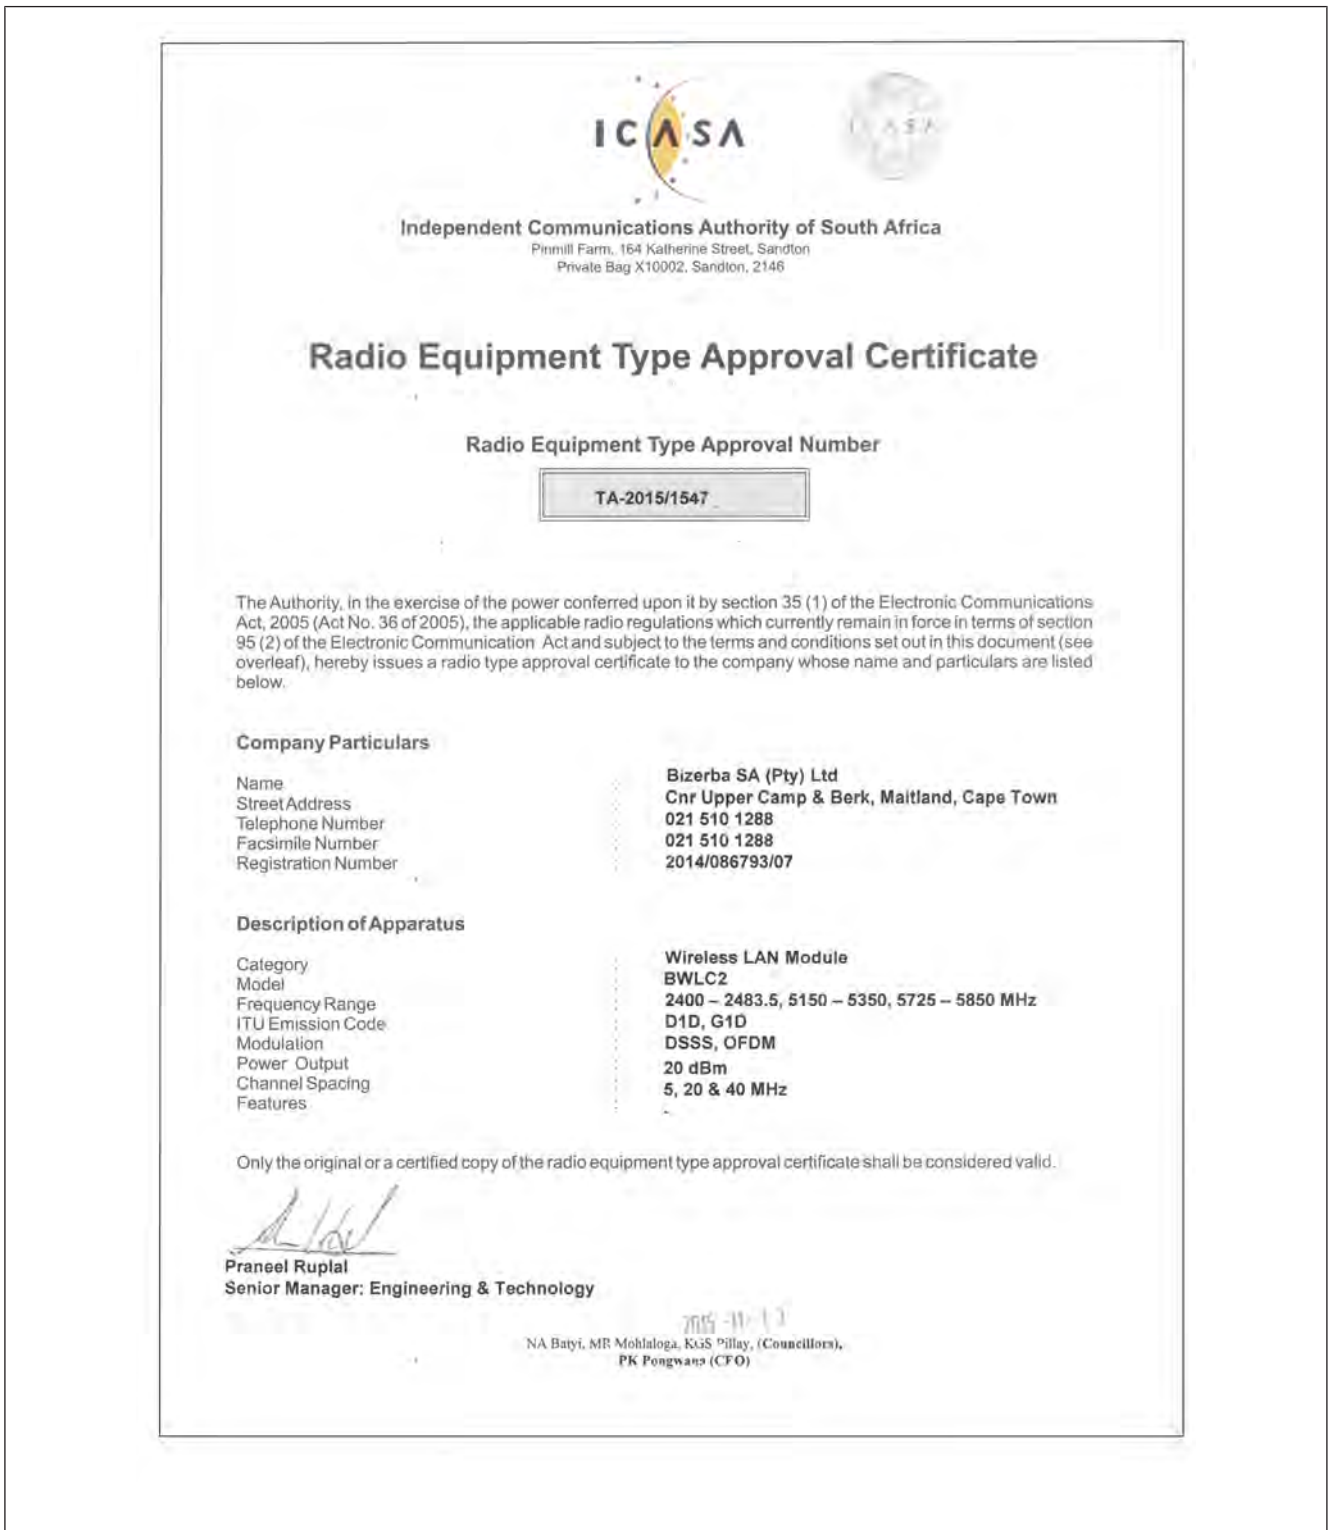 ICASA
ICASA
Independent Communications Authority of South Africa
Pinmill Farm, 164 Katherine Street, Sandton
Private Bag X10002, Sandton, 2146
Radio Equipment Type Approval Certificate
Radio Equipment Type Approval Number
TA-2015/1547
The Authority, in the exercise of the power conferred upon it by section 35 (1) of the Electronic Communications
Act, 2005 (Act No. 36 of 2005), the applicable radio regulations which currently remain in force in terms of section
95 (2) of the Electronic Communication Act and subject to the terms and conditions set out in this document (see
overleaf), hereby issues a radio type approval certificate to the company whose name and particulars are listed
below.
Company Particulars
Name : Bizerba SA (Pty) Ltd
Street Address : Cnr Upper Camp & Berk, Maitland, Cape Town
Telephone Number : 021 510 1288
Facsimile Number : 021 510 1288
Registration Number : 2014/086793/07
Description of Apparatus
Category : Wireless LAN Module
Model : BWLC2
Frequency Range : 2400 – 2483.5, 5150 – 5350, 5725 – 5850 MHz
ITU Emission Code : D1D, G1D
Modulation : DSSS, OFDM
Power Output : 20 dBm
Channel Spacing : 5, 20 & 40 MHz
Features : -
Only the original or a certified copy of the radio equipment type approval certificate shall be considered valid.
Praneel Ruplal
Senior Manager: Engineering & Technology
2015 -11-
NA Batyi, MR Mohlaloga, KGS Pillay, (Councillors),
PK Pongwana (CFO)